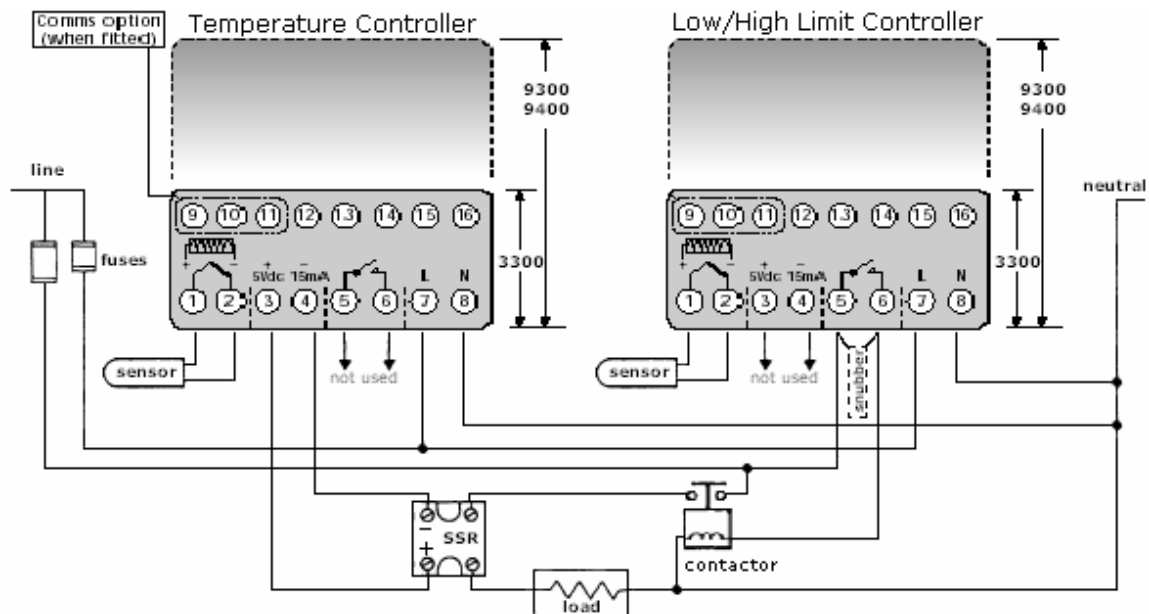 Comms option
(when fitted)
Temperature Controller
Low/High Limit Controller
9300
9400
9300
9400
line
neutral
fuses
9 10 11 12 13 14 15 16
+ − + − L N
5Vdc 15mA
1 2 3 4 5 6 7 8
3300
9 10 11 12 13 14 15 16
+ − + − L N
5Vdc 15mA
1 2 3 4 5 6 7 8
3300
sensor
not used
sensor
not used
snubber
− SSR
+
contactor
load